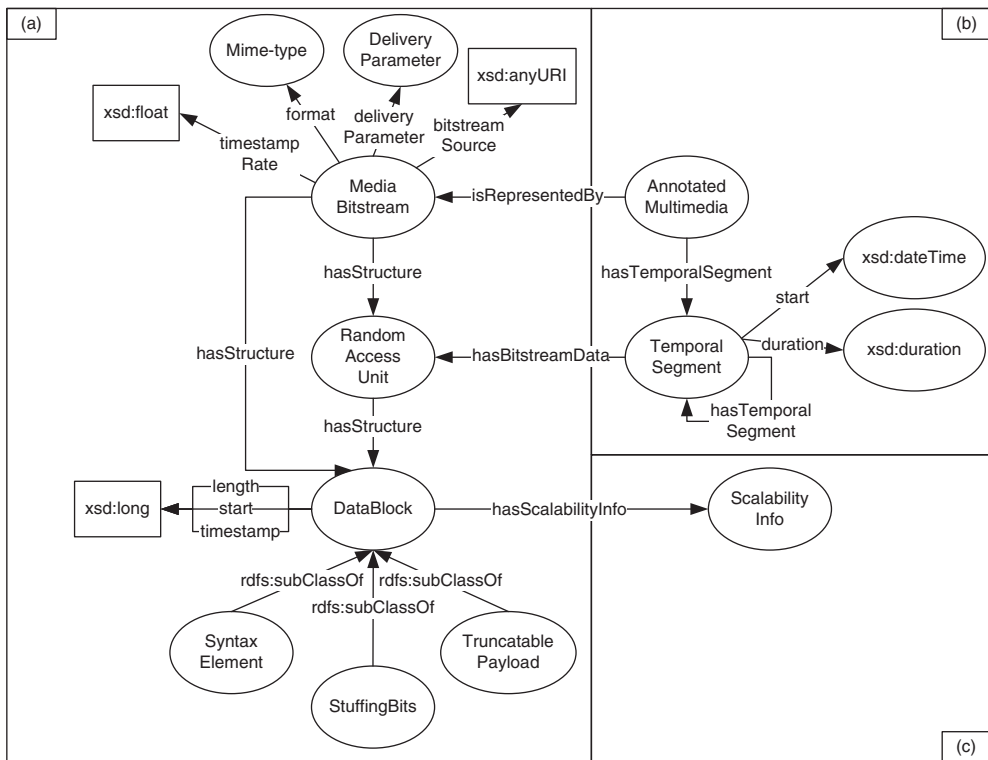 (a)
(b)
Mime-type
Delivery
Parameter
xsd:anyURI
xsd:float
format
delivery
Parameter
bitstream
Source
timestamp
Rate
Media
Bitstream
isRepresentedBy
Annotated
Multimedia
hasStructure
hasTemporalSegment
xsd:dateTime
start
hasStructure
Random
Access
Unit
hasBitstreamData
Temporal
Segment
duration
xsd:duration
hasTemporal
Segment
hasStructure
xsd:long
length
start
timestamp
DataBlock
hasScalabilityInfo
Scalability
Info
rdfs:subClassOf
rdfs:subClassOf
rdfs:subClassOf
Syntax
Element
Truncatable
Payload
StuffingBits
(c)